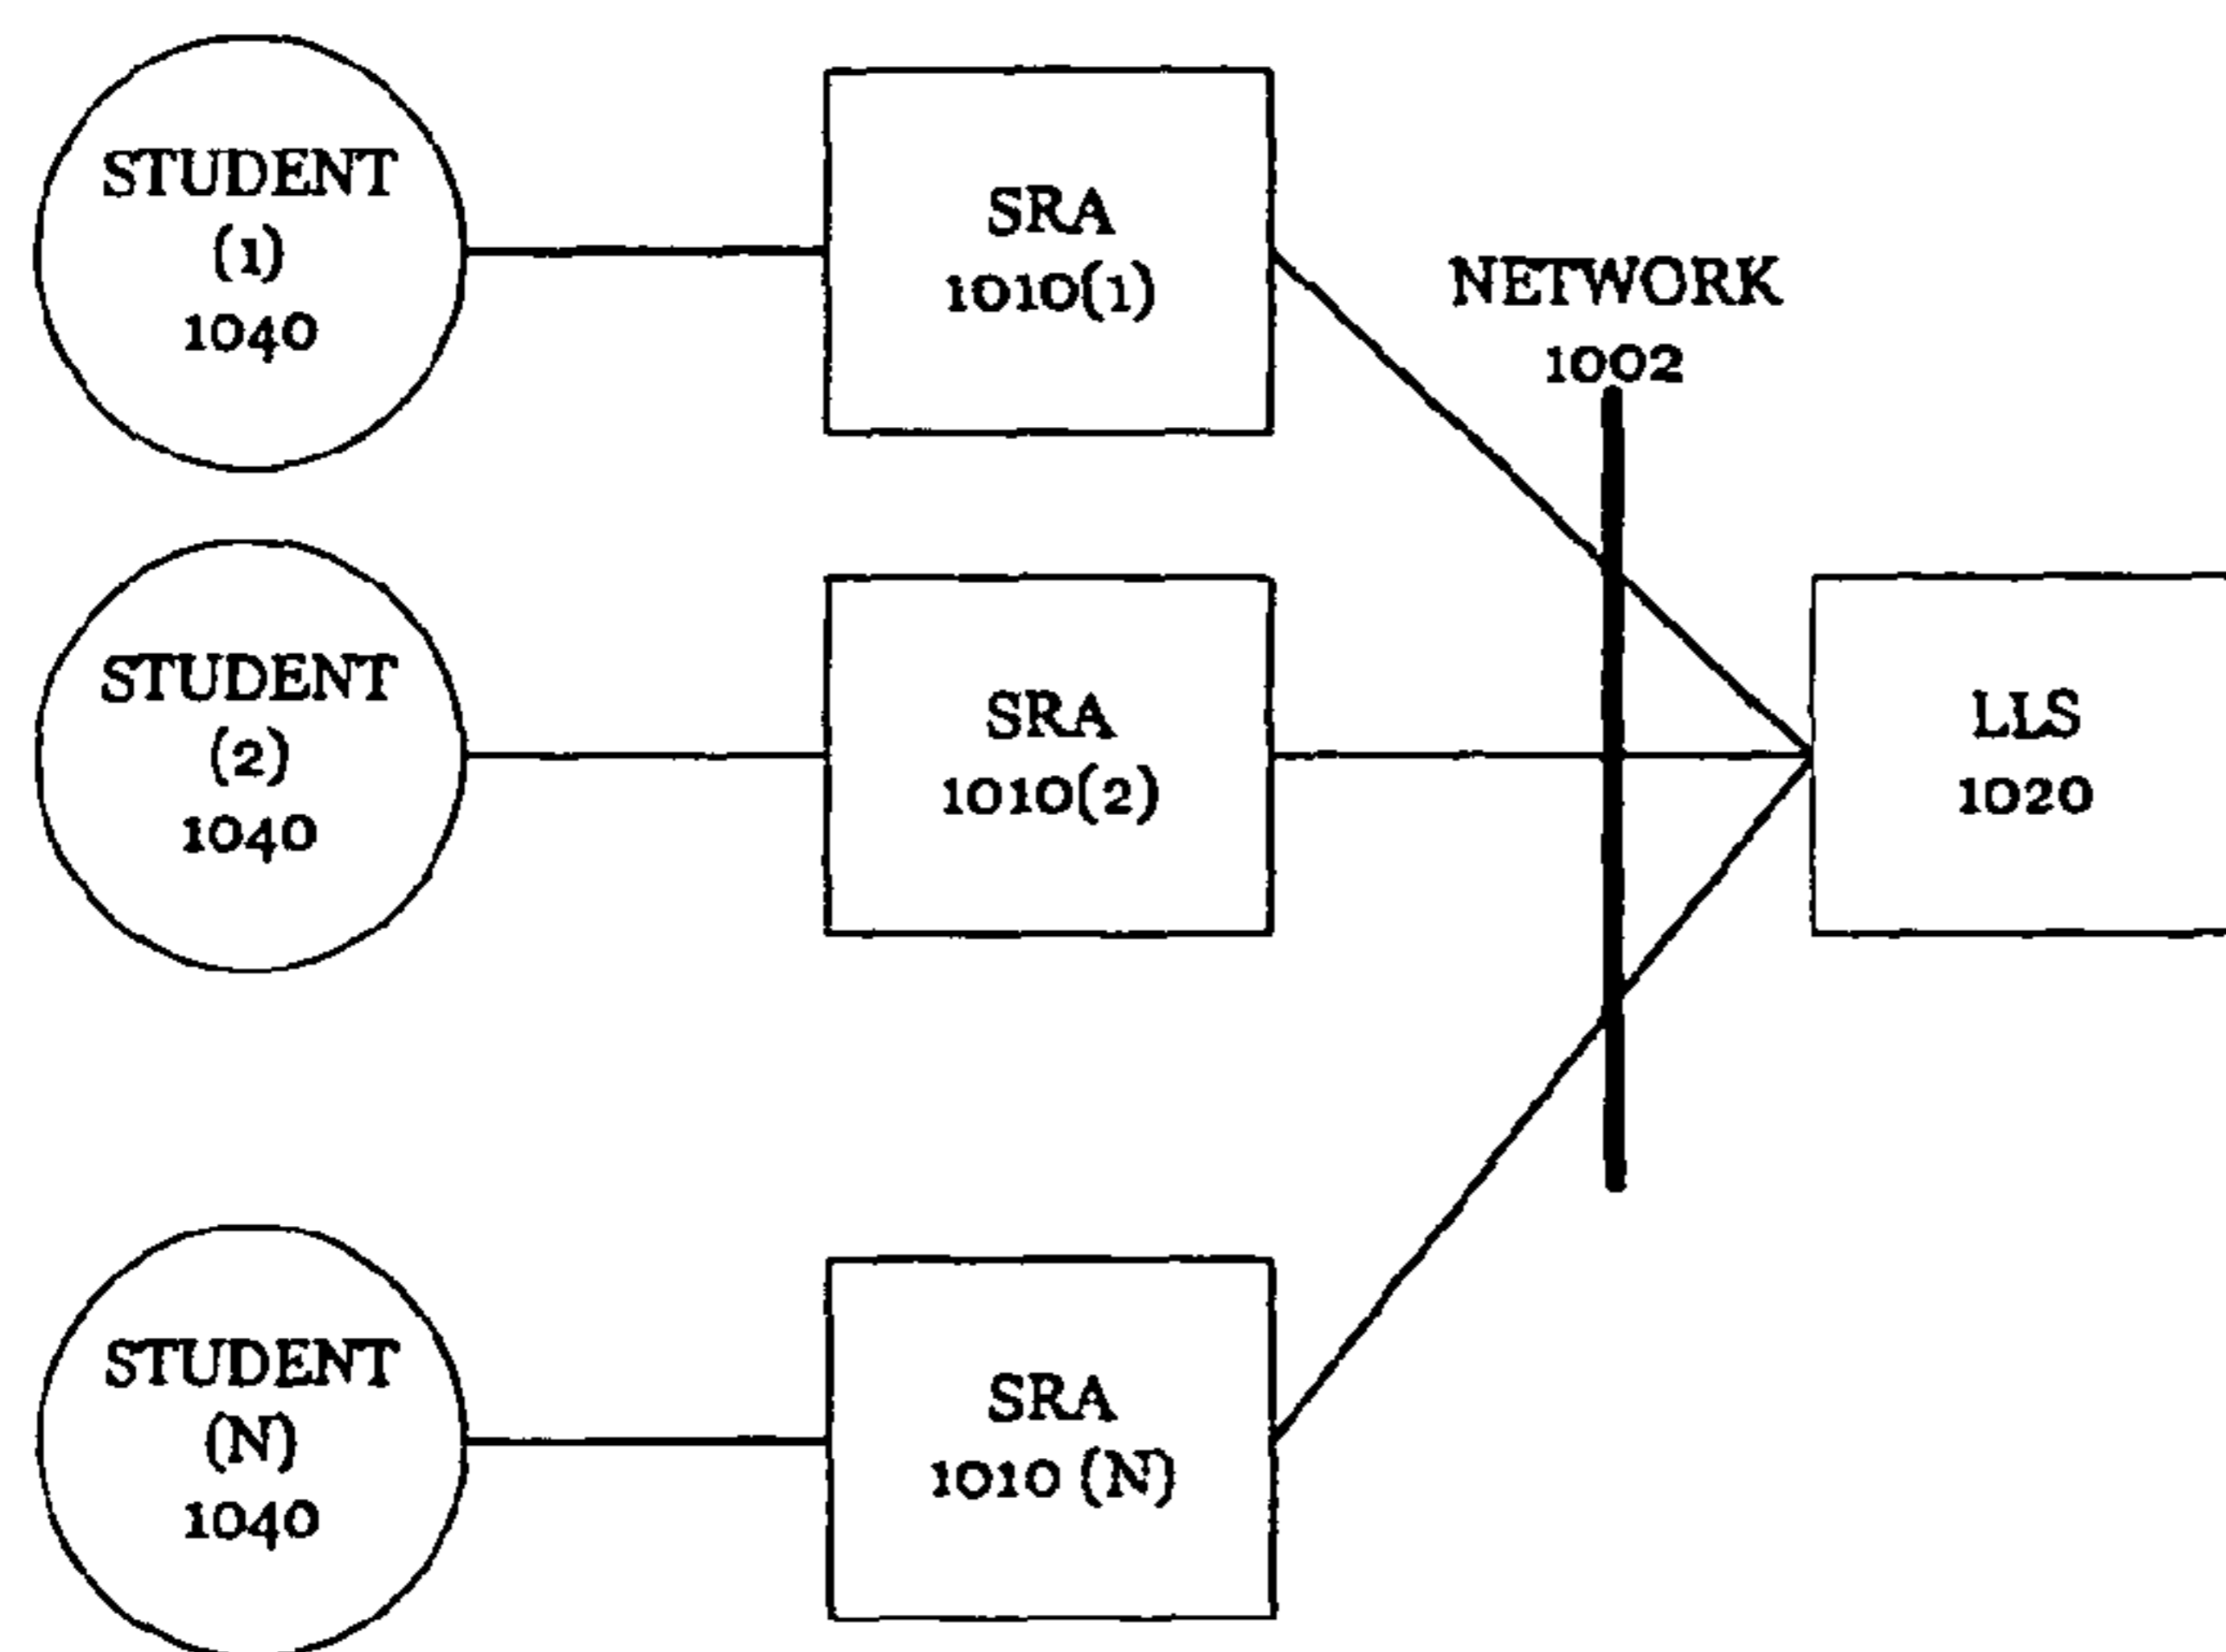 STUDENT
(1)
1040
SRA
1010(1)
NETWORK
1002
STUDENT
(2)
1040
SRA
1010(2)
LLS
1020
STUDENT
(N)
1040
SRA
1010 (N)